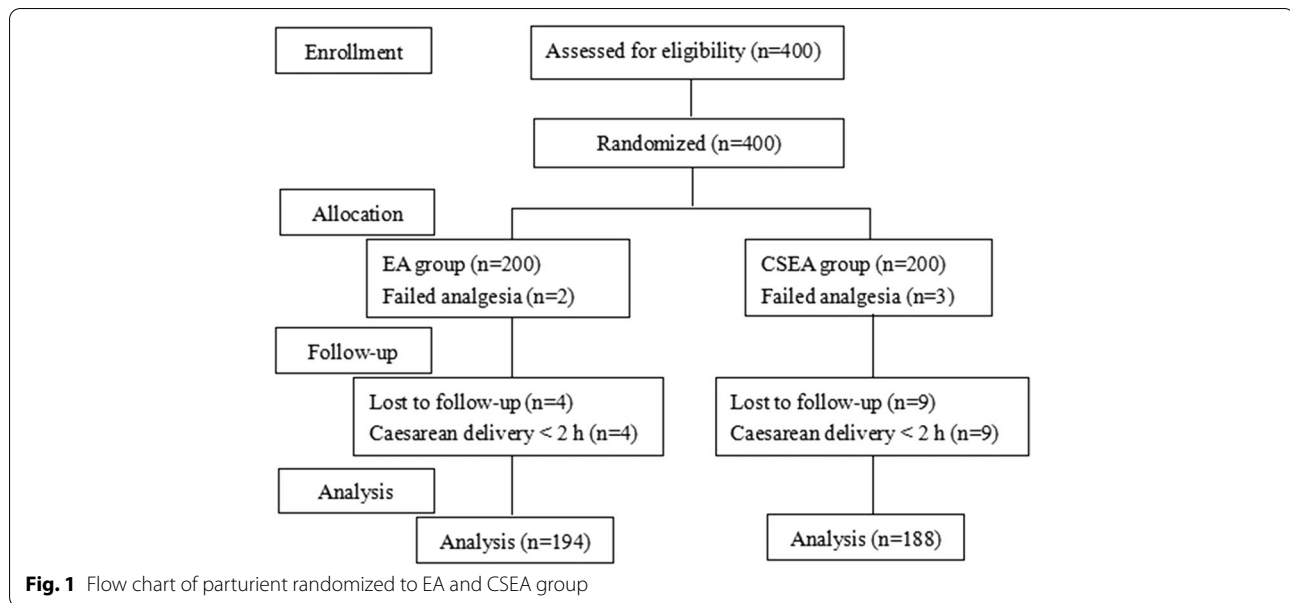 Enrollment
Assessed for eligibility (n=400)
Randomized (n=400)
Allocation
EA group (n=200)
Failed analgesia (n=2)
CSEA group (n=200)
Failed analgesia (n=3)
Follow-up
Lost to follow-up (n=4)
Caesarean delivery < 2 h (n=4)
Lost to follow-up (n=9)
Caesarean delivery < 2 h (n=9)
Analysis
Analysis (n=194)
Analysis (n=188)
Fig. 1 Flow chart of parturient randomized to EA and CSEA group